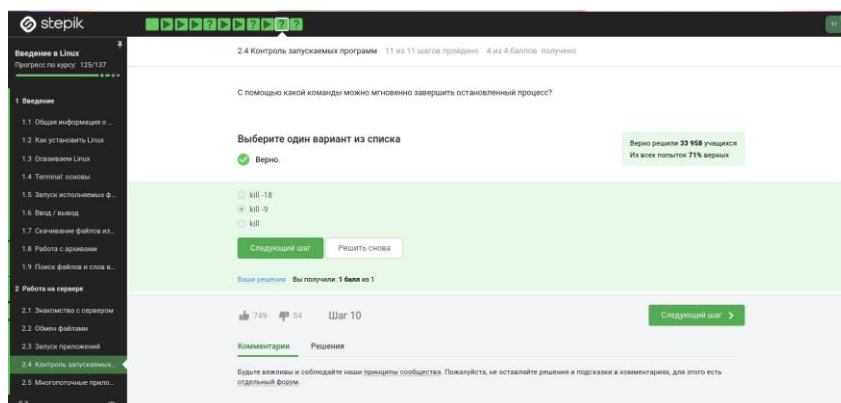 stepik
Введение в Linux
Прогресс по курсу: 125/137
1 Введение
1.1 Общая информация о ...
1.2 Как установить Linux
1.3 Осваиваем Linux
1.4 Terminal: основы
1.5 Запуск исполняемых ф...
1.6 Ввод / вывод
1.7 Скачивание файлов из...
1.8 Работа с архивами
1.9 Поиск файлов и слов в...
2 Работа на сервере
2.1 Знакомство с сервером
2.2 Обмен файлами
2.3 Запуск приложений
2.4 Контроль запускаемых...
2.5 Многопоточные прило...
2.4 Контроль запускаемых программ 11 из 11 шагов пройдено 4 из 4 баллов получено
С помощью какой команды можно мгновенно завершить остановленный процесс?
Выберите один вариант из списка
Верно.
Верно решили 33 958 учащихся
Из всех попыток 71% верных
kill -18
kill -9
kill
Следующий шаг Решить снова
Ваши решения Вы получили: 1 балл из 1
749 54 Шаг 10
Следующий шаг
Комментарии Решения
Будьте вежливы и соблюдайте наши принципы сообщества. Пожалуйста, не оставляйте решения и подсказки в комментариях, для этого есть
отдельный форум.